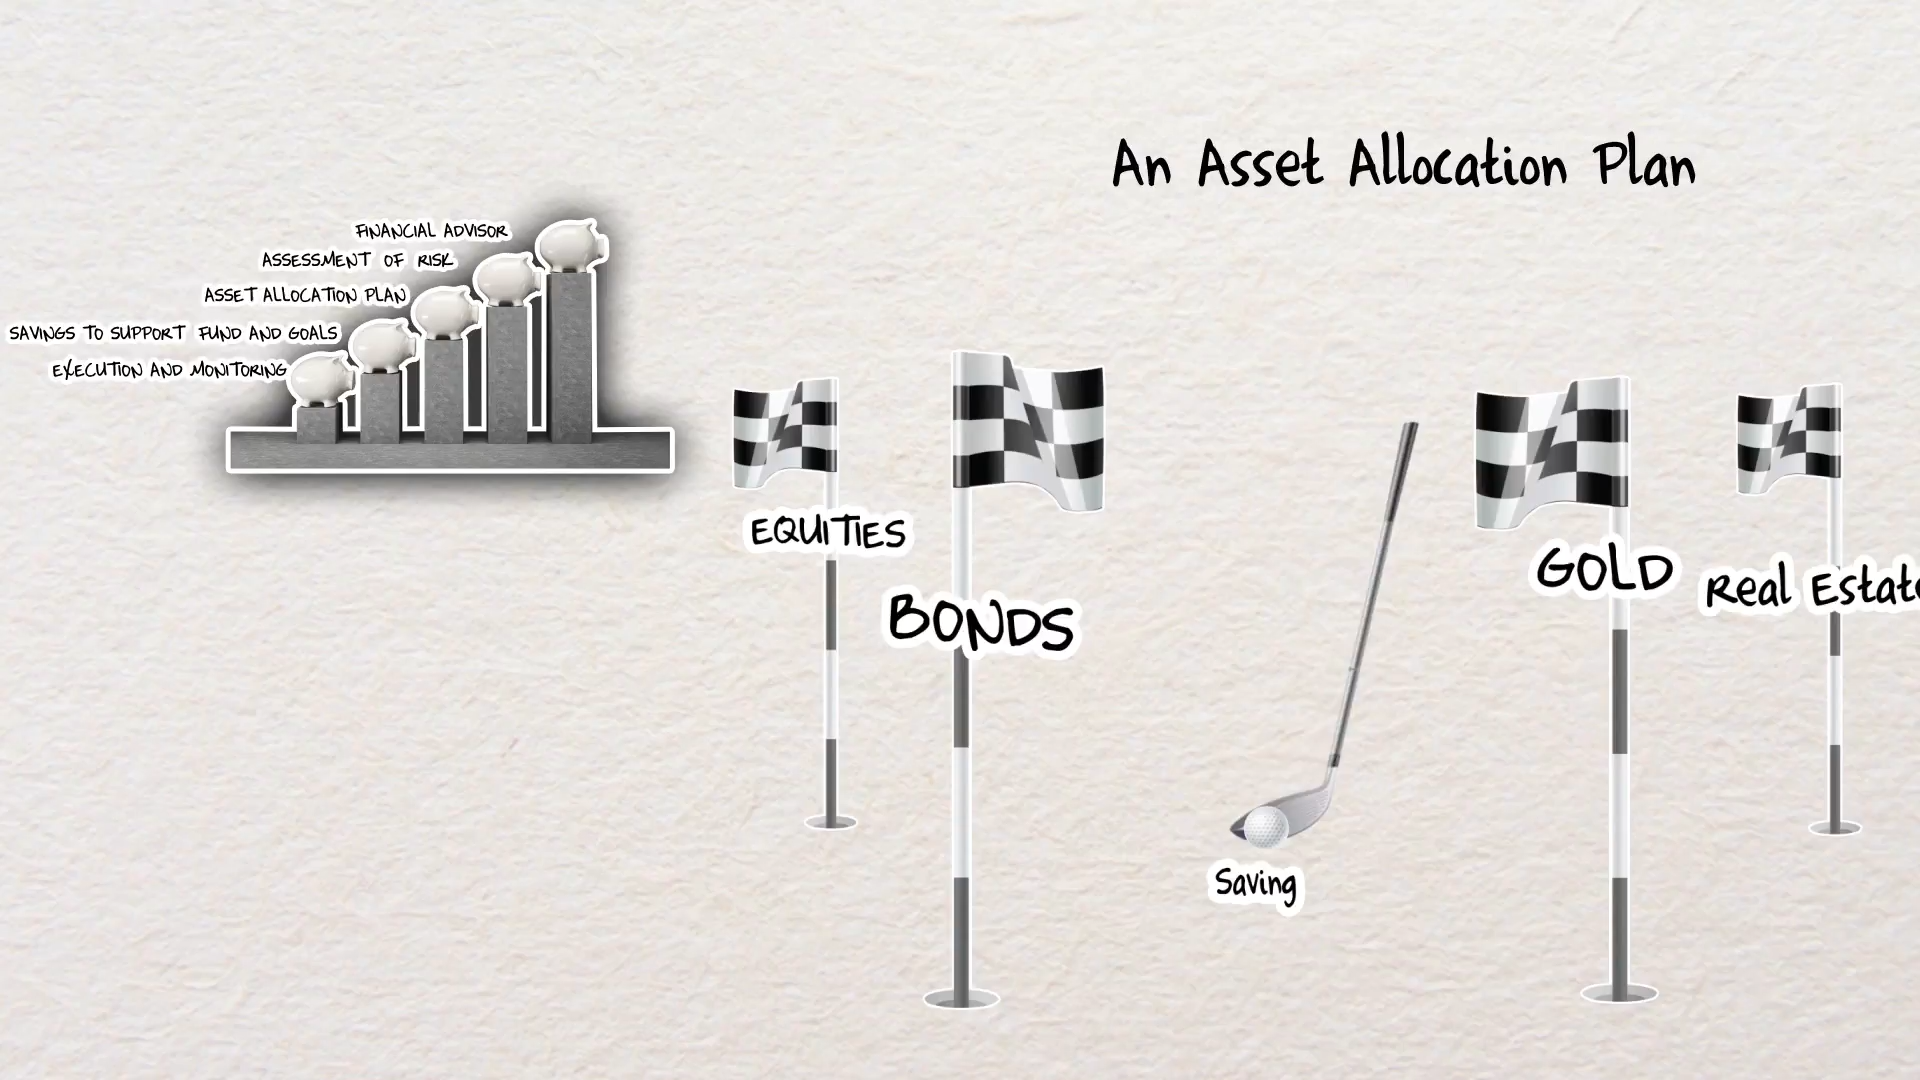 An Asset Allocation Plan
FINANCIAL ADVISOR
ASSESSMENT OF RISK
ASSET ALLOCATION PLAN
SAVINGS TO SUPPORT FUND AND GOALS
EXECUTION AND MONITORING
EQUITIES
BONDS
GOLD
Real Estate
Saving